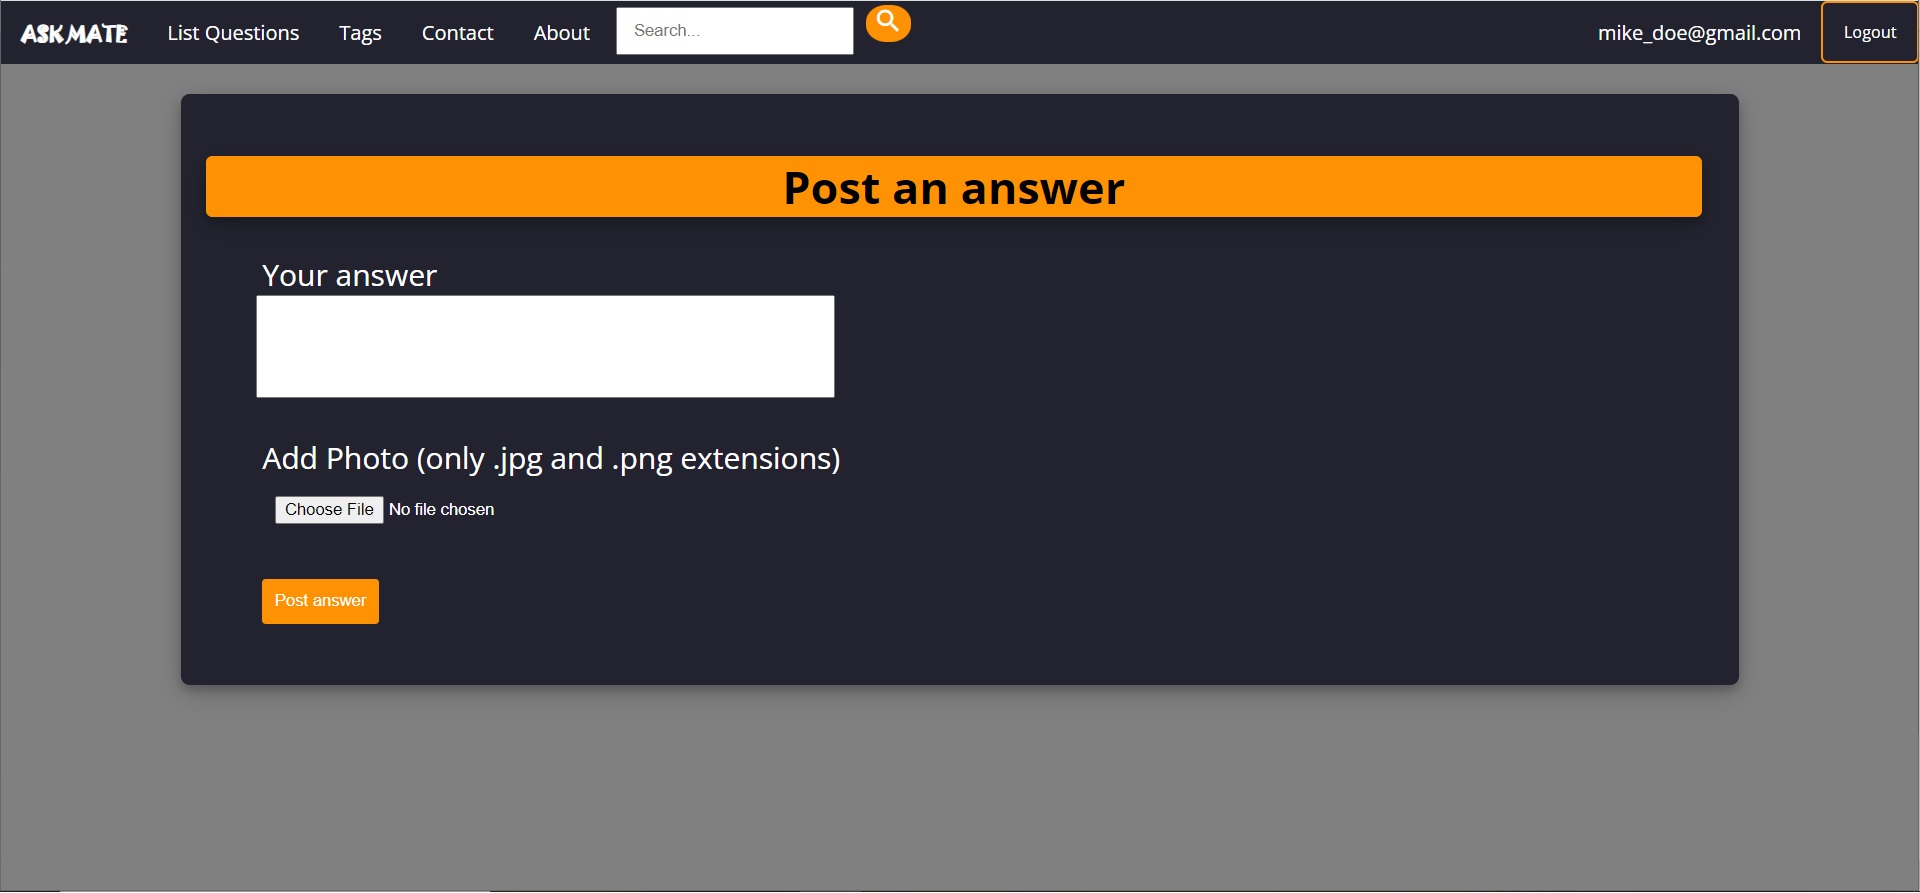 ASK MATE
List Questions
Tags
Contact
About
Search...
mike_doe@gmail.com
Logout
Post an answer
Your answer
Add Photo (only .jpg and .png extensions)
Choose File No file chosen
Post answer